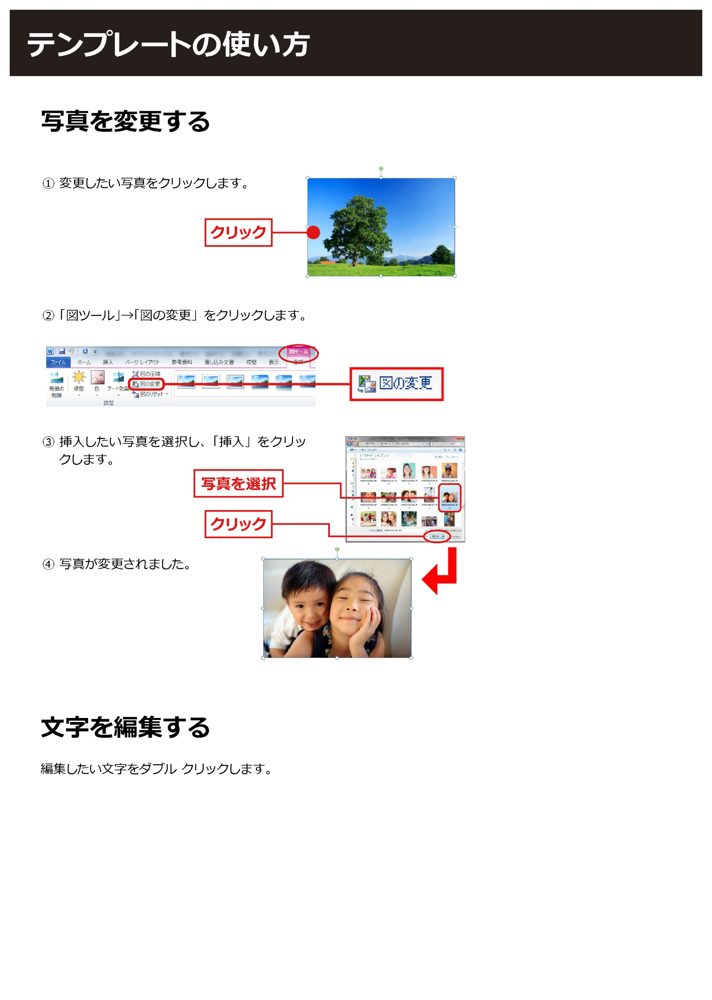 テンプレートの使い方
写真を変更する
① 変更したい写真をクリックします。
クリック
②「図ツール」→「図の変更」をクリックします。
図ツール
ファイル ホーム 挿入 ページ レイアウト 参考資料 差し込み文書 校閲 表示 書式
図の圧縮
図の変更
図のリセット
背景の削除 修整 色 アート効果
調整
図の変更
③ 挿入したい写真を選択し、「挿入」をクリッ
クします。
ピクチャ ライブラリ
サンプル ピクチャ
写真を選択
クリック
挿入(S)
④ 写真が変更されました。
文字を編集する
編集したい文字をダブル クリックします。